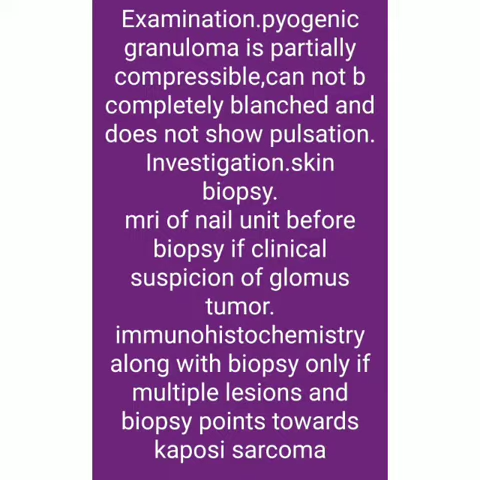 Examination.pyogenic
granuloma is partially
compressible,can not b
completely blanched and
does not show pulsation.
Investigation.skin
biopsy.
mri of nail unit before
biopsy if clinical
suspicion of glomus
tumor.
immunohistochemistry
along with biopsy only if
multiple lesions and
biopsy points towards
kaposi sarcoma